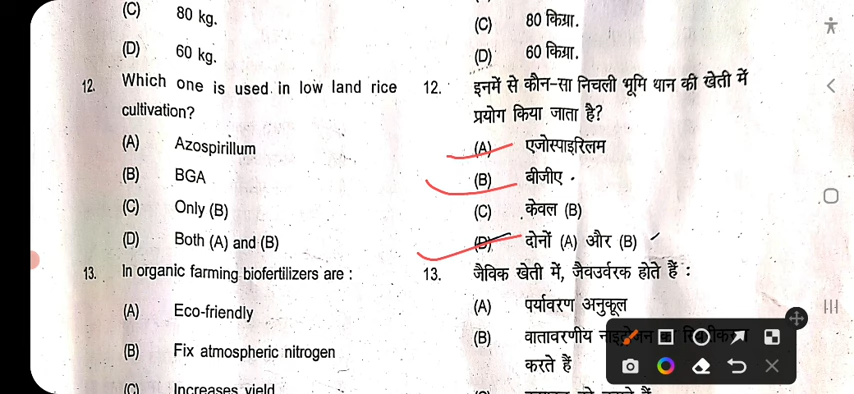 (C) 80 kg.
(D) 60 kg.
12. Which one is used in low land rice
cultivation?
(A) Azospirillum
(B) BGA
(C) Only (B)
(D) Both (A) and (B)
13. In organic farming biofertilizers are :
(A) Eco-friendly
(B) Fix atmospheric nitrogen
(C) Increases yield
(C) 80 किग्रा.
(D) 60 किग्रा.
12. इनमें से कौन-सा निचली भूमि धान की खेती में
प्रयोग किया जाता है?
(A) एजोस्पाइरिलम
(B) बीजीए
(C) केवल (B)
(D) दोनों (A) और (B)
13. जैविक खेती में, जैवउर्वरक होते हैं :
(A) पर्यावरण अनुकूल
(B) वातावरणीय
करते हैं